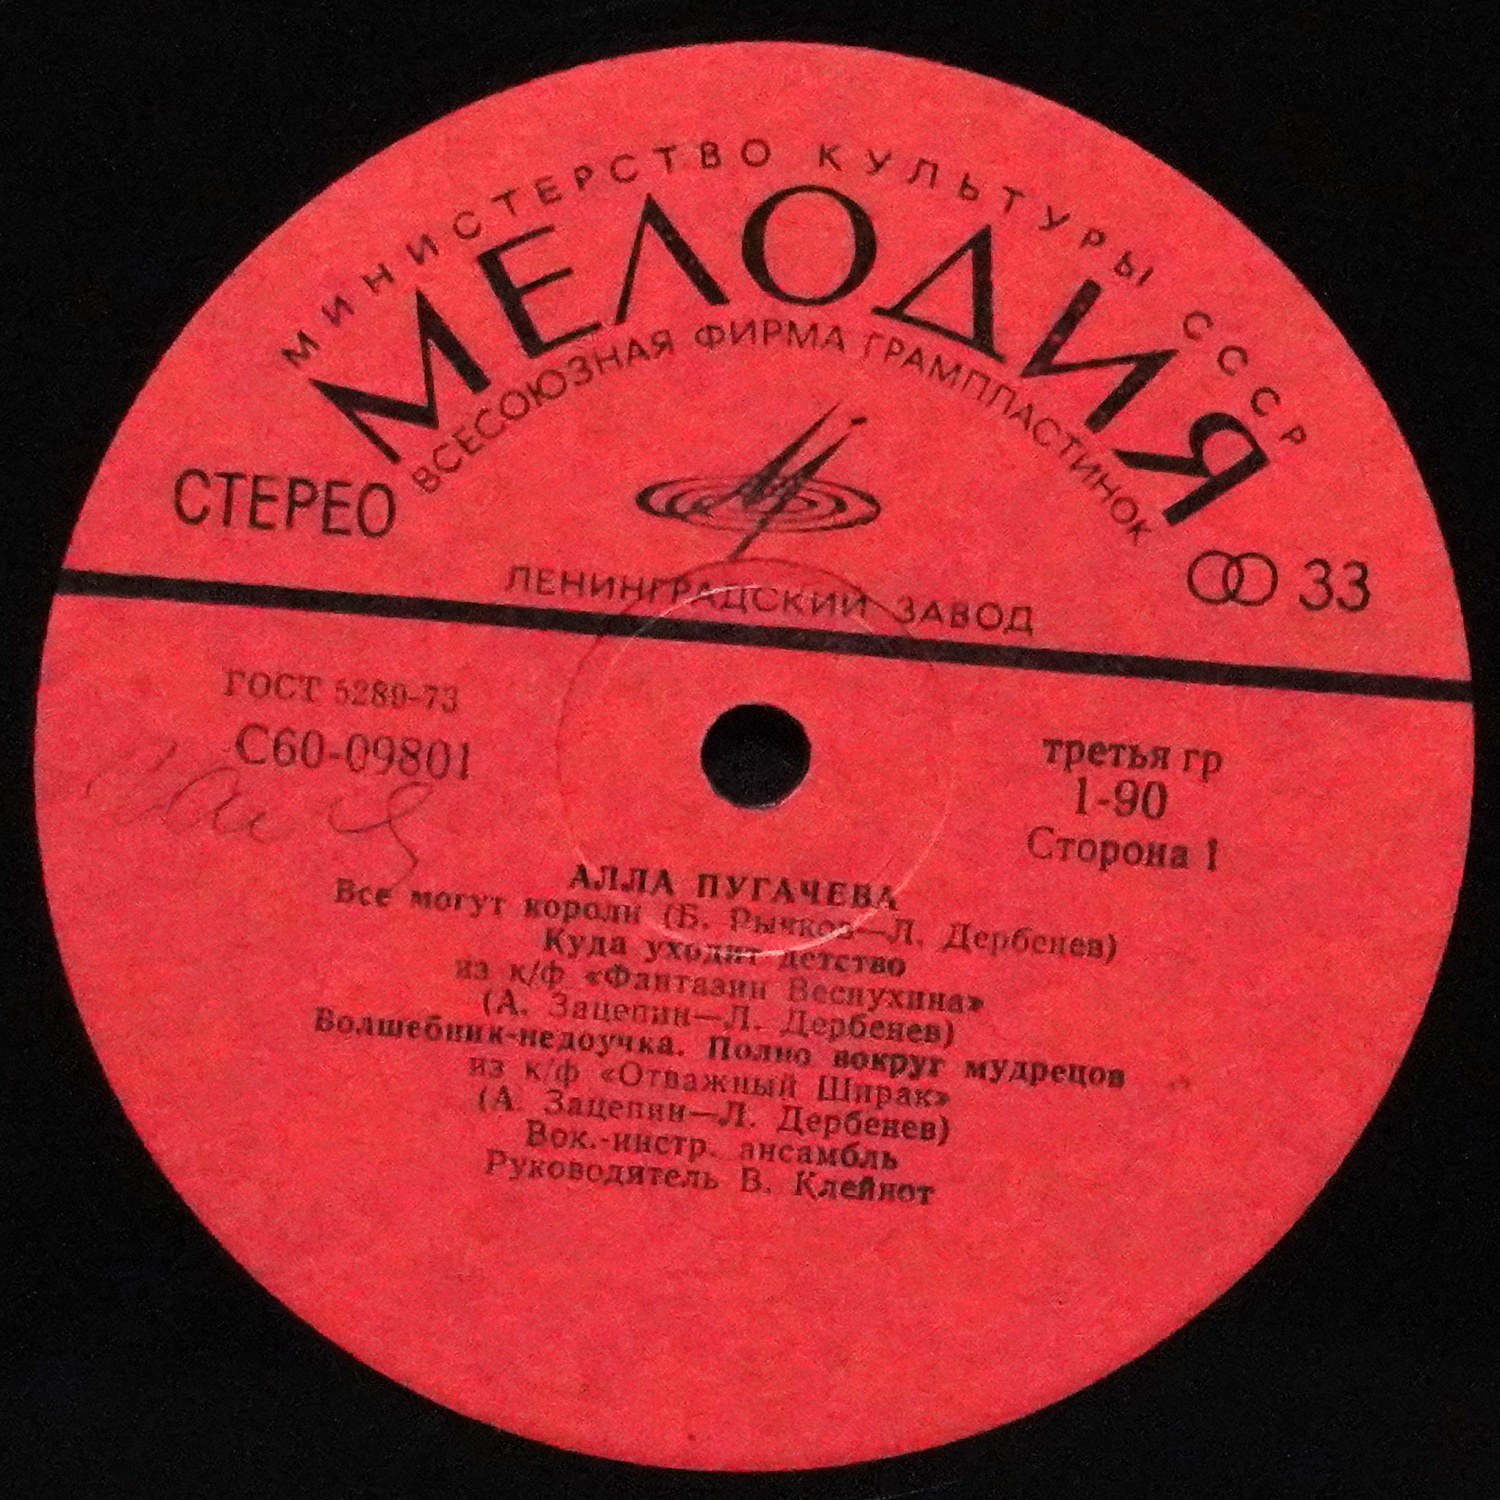 МИНИСТЕРСТВО КУЛЬТУРЫ СССР
МЕЛОДИЯ
ВСЕСОЮЗНАЯ ФИРМА ГРАМПЛАСТИНОК
СТЕРЕО
33
ЛЕНИНГРАДСКИЙ ЗАВОД
ГОСТ 5289-73
С60-09801
третья гр
1-90
Сторона 1
АЛЛА ПУГАЧЕВА
Все могут короли (Б. Рычков—Л. Дербенев)
Куда уходит детство
из к/ф «Фантазии Веснухина»
(А. Зацепин—Л. Дербенев)
Волшебник-недоучка. Полно вокруг мудрецов
из к/ф «Отважный Ширак»
(А. Зацепин—Л. Дербенев)
Вок.-инстр. ансамбль
Руководятель В. Клейнот